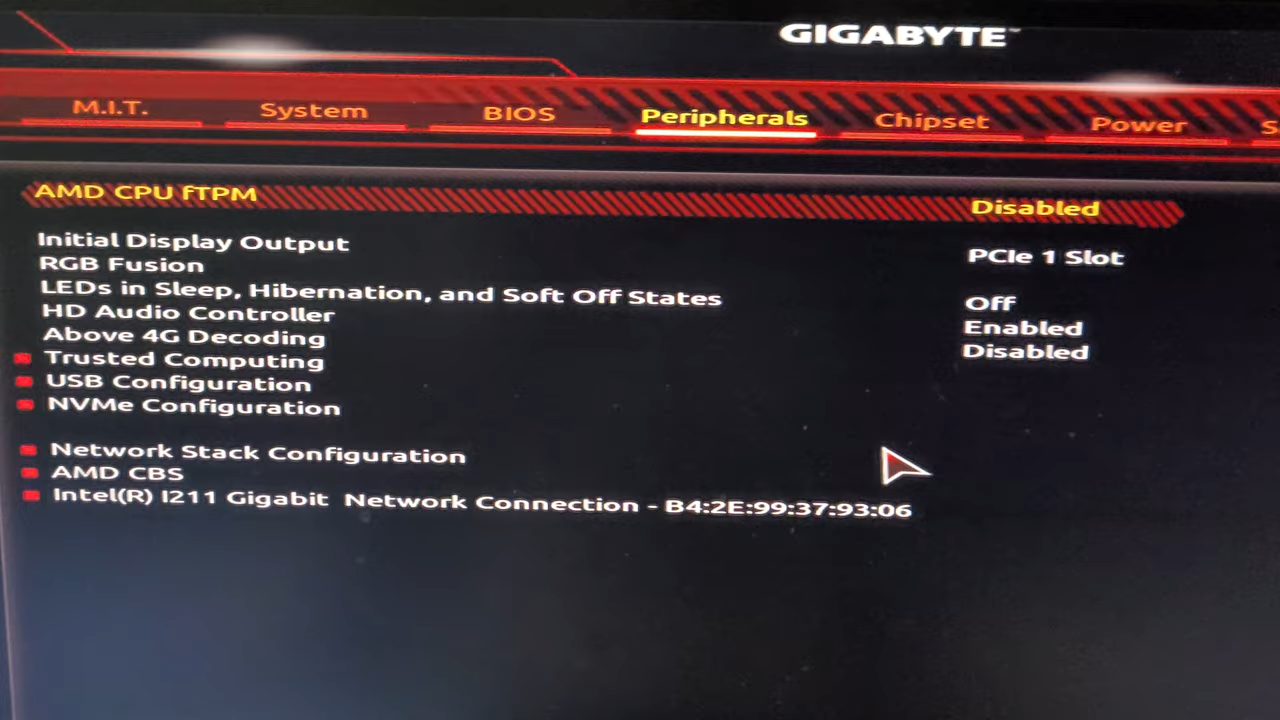 GIGABYTE™
M.I.T. System BIOS Peripherals Chipset Power S
AMD CPU fTPM Disabled
Initial Display Output PCIe 1 Slot
RGB Fusion
LEDs in Sleep, Hibernation, and Soft Off States Off
HD Audio Controller Enabled
Above 4G Decoding Disabled
Trusted Computing
USB Configuration
NVMe Configuration
Network Stack Configuration
AMD CBS
Intel(R) I211 Gigabit Network Connection - B4:2E:99:37:93:06